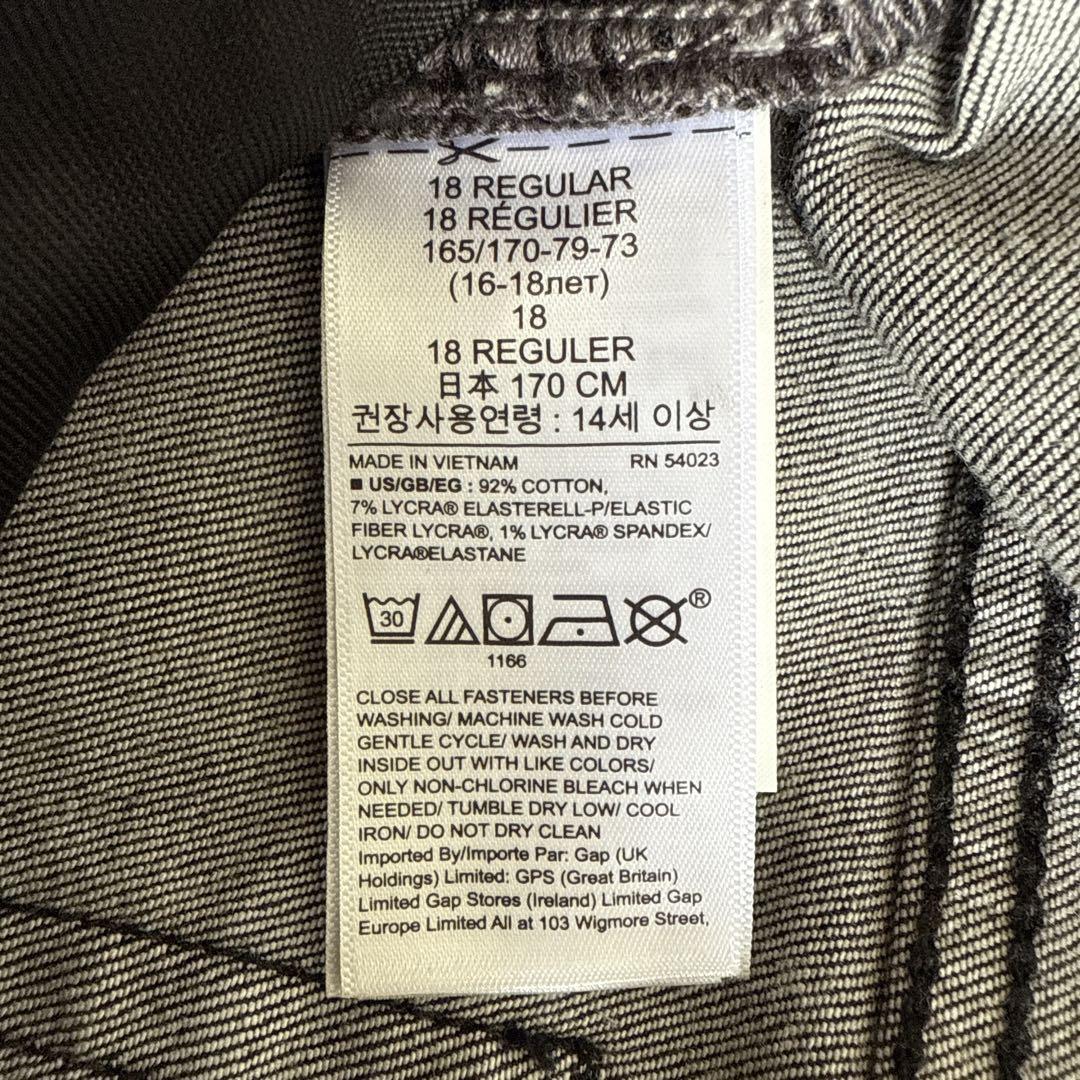 18 REGULAR
18 RÉGULIER
165/170-79-73
(16-18лет)
18
18 REGULER
日本 170 CM
권장사용연령 : 14세 이상
MADE IN VIETNAM RN 54023
■ US/GB/EG : 92% COTTON,
7% LYCRA® ELASTERELL-P/ELASTIC
FIBER LYCRA®, 1% LYCRA® SPANDEX/
LYCRA®ELASTANE
30
®
1166
CLOSE ALL FASTENERS BEFORE
WASHING/ MACHINE WASH COLD
GENTLE CYCLE/ WASH AND DRY
INSIDE OUT WITH LIKE COLORS/
ONLY NON-CHLORINE BLEACH WHEN
NEEDED/ TUMBLE DRY LOW/ COOL
IRON/ DO NOT DRY CLEAN
Imported By/Importe Par: Gap (UK
Holdings) Limited: GPS (Great Britain)
Limited Gap Stores (Ireland) Limited Gap
Europe Limited All at 103 Wigmore Street,